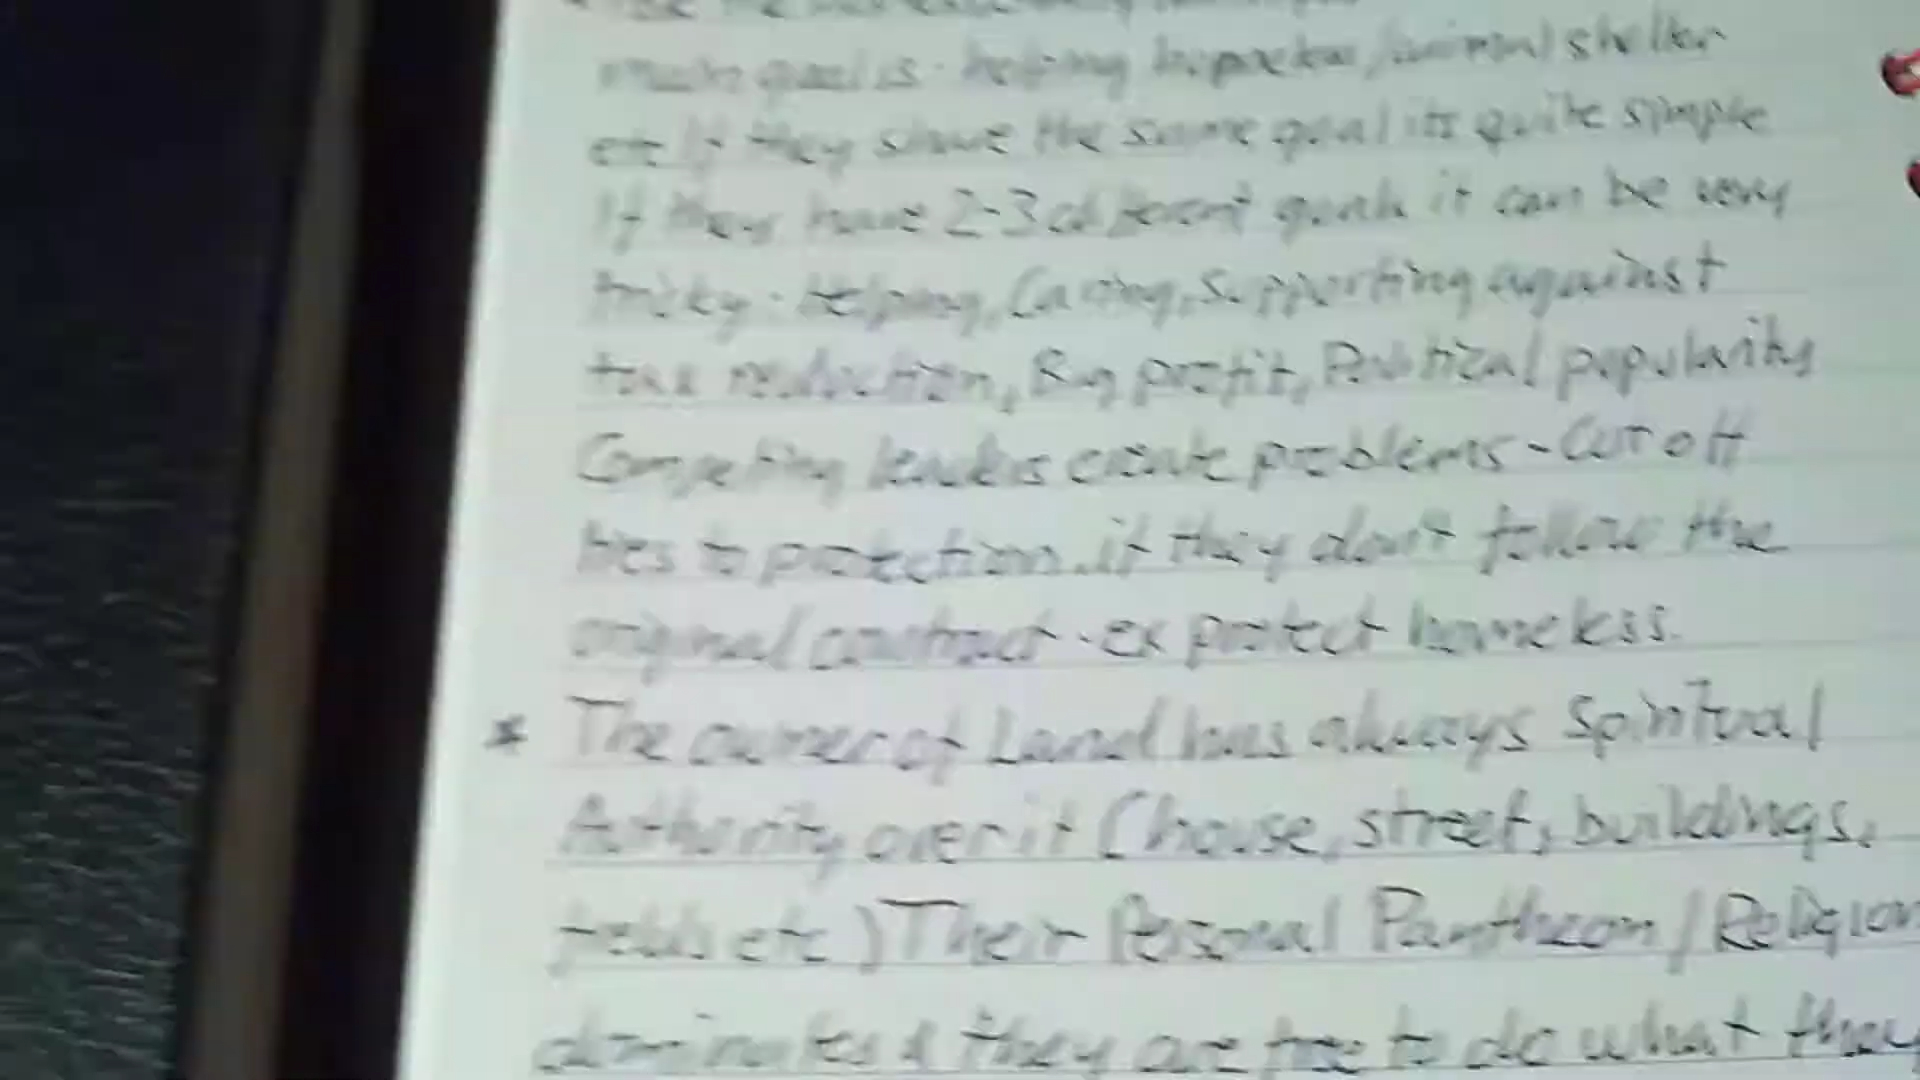 main goal is helping / animal shelter
etc If they share the same goal its quite simple
If they have 2-3 different goals it can be very
tricky: Helping, Caring, Supporting against
tax reduction, Big profit, Political popularity
Competing leaders create problems - Cut off
ties to protection if they don't follow the
original contract - ex protect homeless.
* The owner of Land has always Spiritual
Authority over it (house, street, buildings,
fields etc) Their Personal Pantheon / Religion
dominates & they are free to do what they